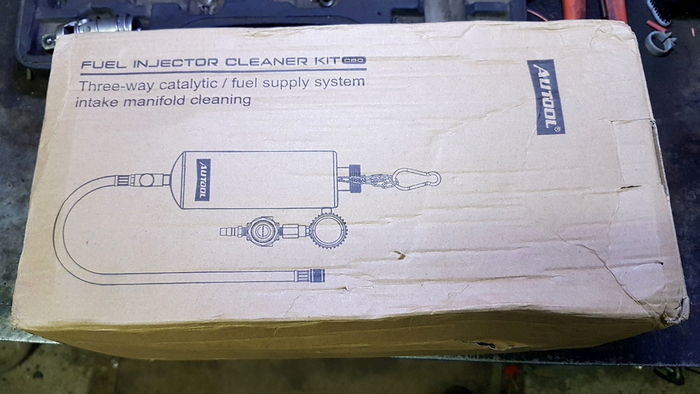 FUEL INJECTOR CLEANER KIT C80
Three-way catalytic / fuel supply system
intake manifold cleaning
AUTOOL®
AUTOOL